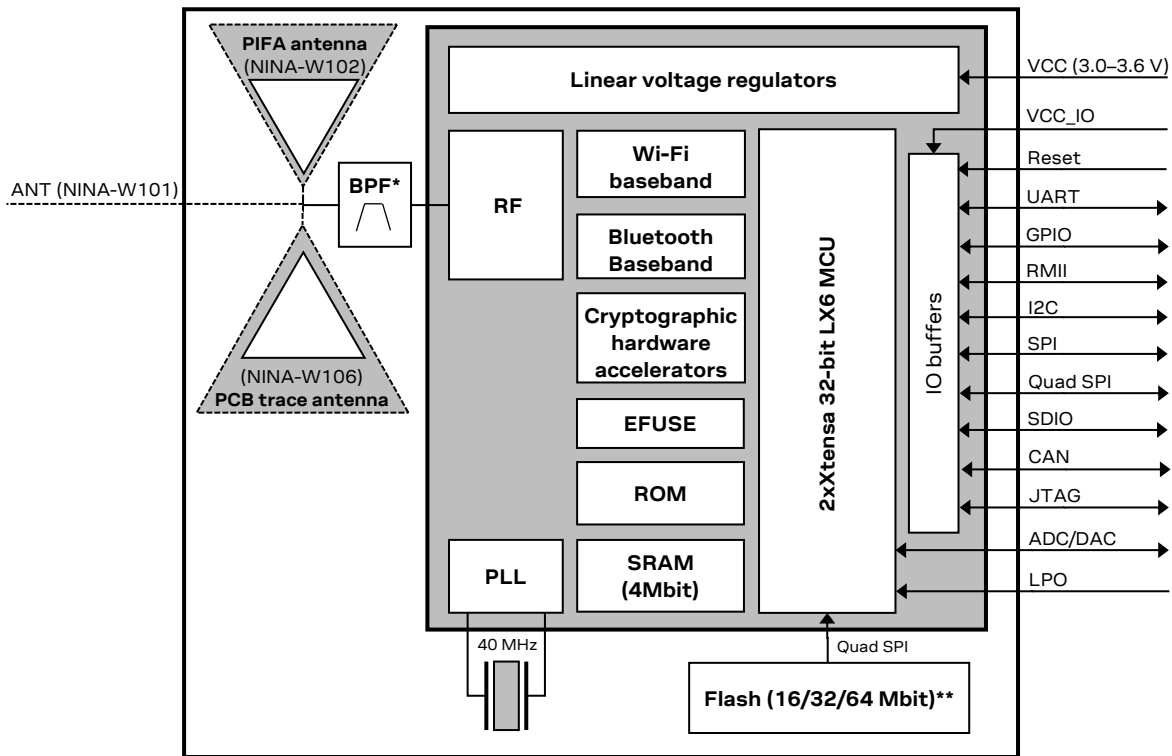 PIFA antenna
(NINA-W102)
ANT (NINA-W101)
BPF*
(NINA-W106)
PCB trace antenna
Linear voltage regulators
RF
Wi-Fi
baseband
Bluetooth
Baseband
Cryptographic
hardware
accelerators
EFUSE
ROM
PLL
SRAM
(4Mbit)
2xXtensa 32-bit LX6 MCU
IO buffers
VCC (3.0–3.6 V)
VCC_IO
Reset
UART
GPIO
RMII
I2C
SPI
Quad SPI
SDIO
CAN
JTAG
ADC/DAC
LPO
40 MHz
Quad SPI
Flash (16/32/64 Mbit)**